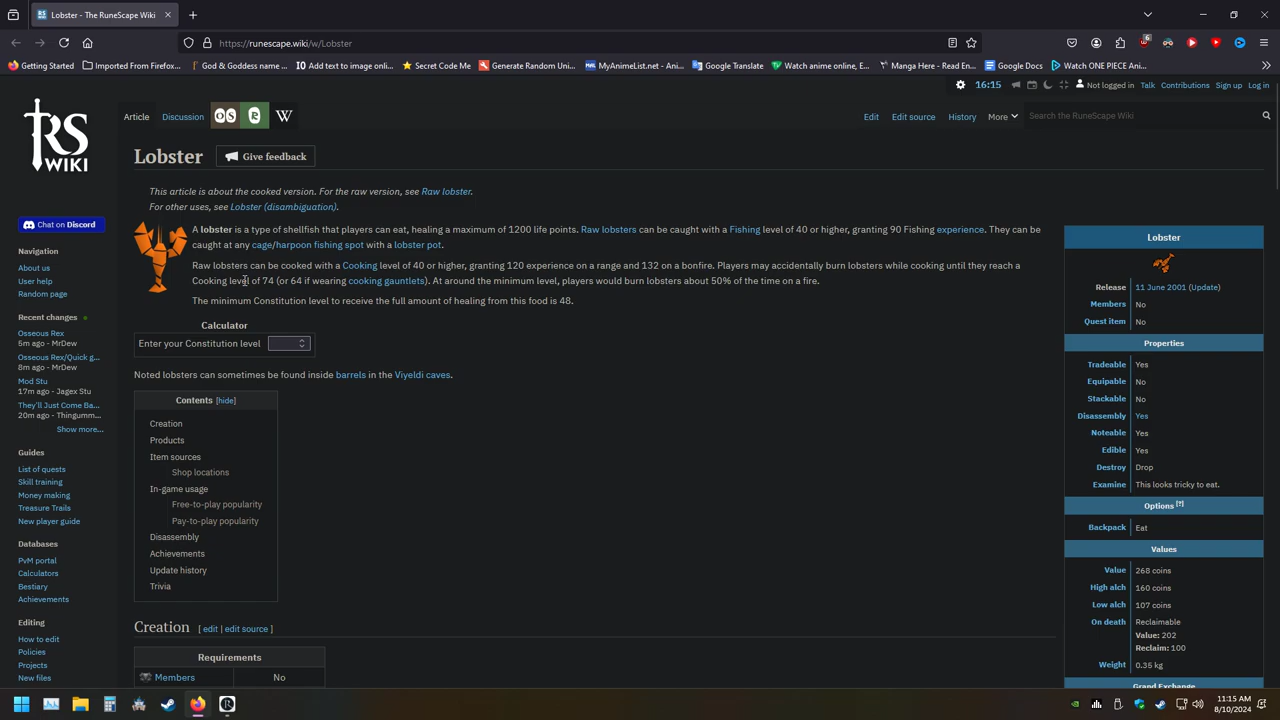 Lobster - The RuneScape Wiki
https://runescape.wiki/w/Lobster
Getting Started
Imported From Firefox...
God & Goddess name ...
Add text to image onlin...
Secret Code Me
Generate Random Uni...
MyAnimeList.net - Ani...
Google Translate
Watch anime online, E...
Manga Here - Read En...
Google Docs
Watch ONE PIECE Ani...
16:15
Not logged in
Talk
Contributions
Sign up
Log in
RS
WIKI
Article
Discussion
OS
R
W
Edit
Edit source
History
More
Search the RuneScape Wiki
Lobster
Give feedback
This article is about the cooked version. For the raw version, see Raw lobster.
For other uses, see Lobster (disambiguation).
A lobster is a type of shellfish that players can eat, healing a maximum of 1200 life points. Raw lobsters can be caught with a Fishing level of 40 or higher, granting 90 Fishing experience. They can be
caught at any cage/harpoon fishing spot with a lobster pot.
Raw lobsters can be cooked with a Cooking level of 40 or higher, granting 120 experience on a range and 132 on a bonfire. Players may accidentally burn lobsters while cooking until they reach a
Cooking level of 74 (or 64 if wearing cooking gauntlets). At around the minimum level, players would burn lobsters about 50% of the time on a fire.
The minimum Constitution level to receive the full amount of healing from this food is 48.
Calculator
Enter your Constitution level
Noted lobsters can sometimes be found inside barrels in the Viyeldi caves.
Contents [hide]
Creation
Products
Item sources
Shop locations
In-game usage
Free-to-play popularity
Pay-to-play popularity
Disassembly
Achievements
Update history
Trivia
Creation [ edit | edit source ]
Requirements
Members No
Chat on Discord
Navigation
About us
User help
Random page
Recent changes
Osseous Rex
5m ago - MrDew
Osseous Rex/Quick g...
8m ago - MrDew
Mod Stu
17m ago - Jagex Stu
They'll Just Come Ba...
20m ago - Thingumm...
Show more...
Guides
List of quests
Skill training
Money making
Treasure Trails
New player guide
Databases
PvM portal
Calculators
Bestiary
Achievements
Editing
How to edit
Policies
Projects
New files
Lobster
Release 11 June 2001 (Update)
Members No
Quest item No
Properties
Tradeable Yes
Equipable No
Stackable No
Disassembly Yes
Noteable Yes
Edible Yes
Destroy Drop
Examine This looks tricky to eat.
Options [?]
Backpack Eat
Values
Value 268 coins
High alch 160 coins
Low alch 107 coins
On death Reclaimable
Value: 202
Reclaim: 100
Weight 0.35 kg
Grand Exchange
11:15 AM
8/10/2024